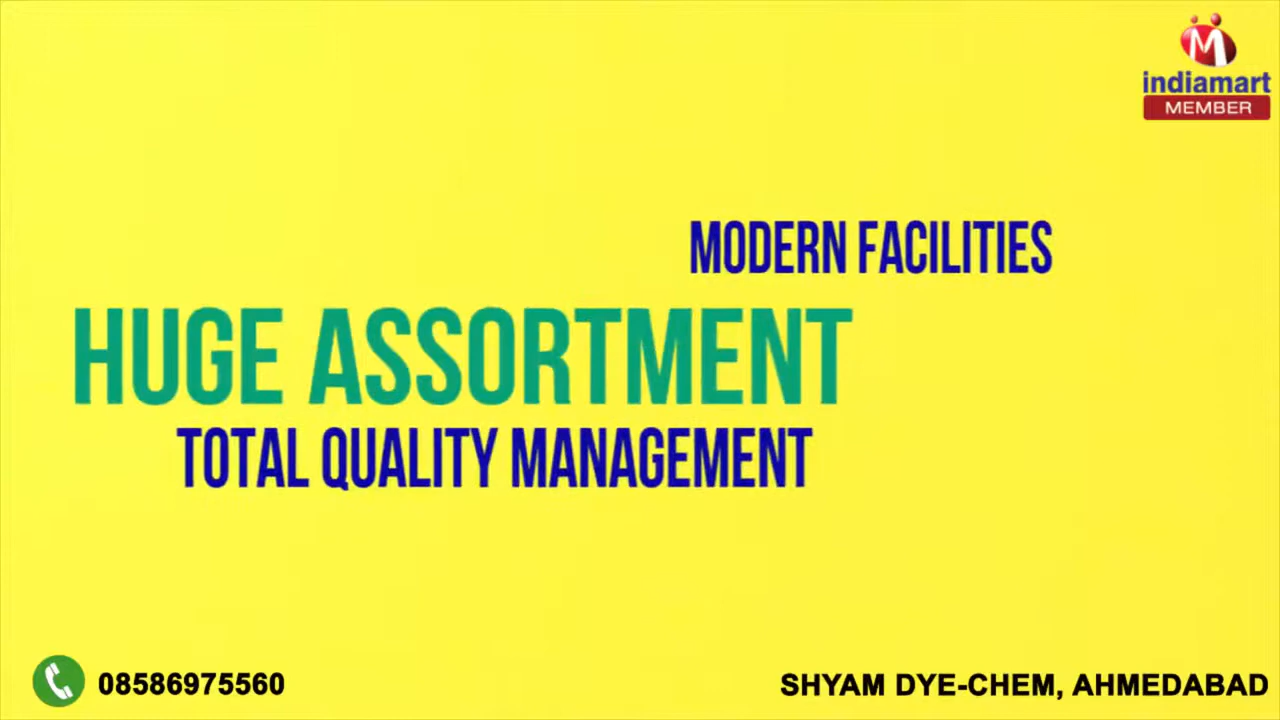 indiamart
MEMBER
MODERN FACILITIES
HUGE ASSORTMENT
TOTAL QUALITY MANAGEMENT
08586975560
SHYAM DYE-CHEM, AHMEDABAD